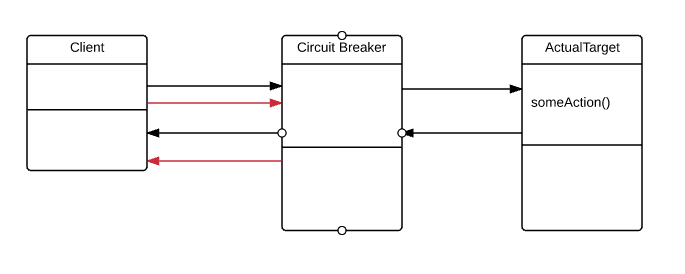 Client
Circuit Breaker
ActualTarget
someAction()